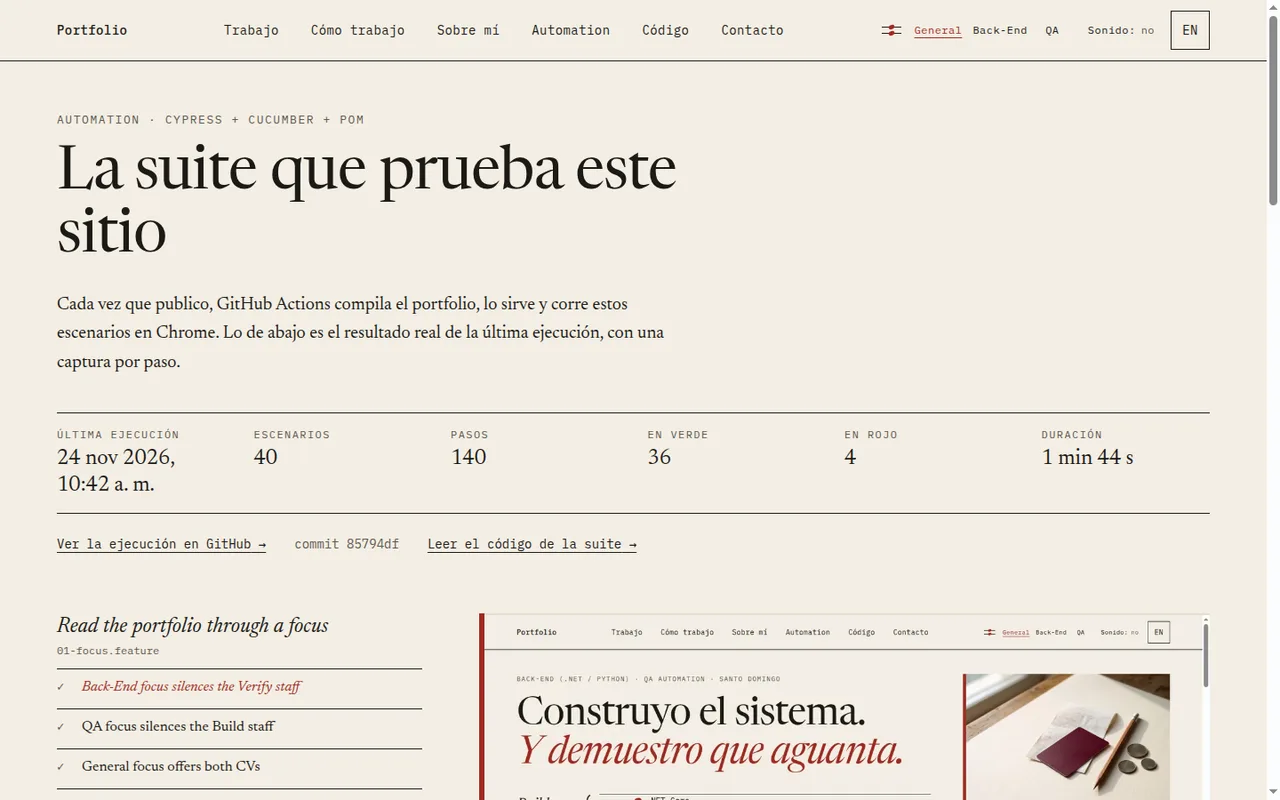 Portfolio
Trabajo
Cómo trabajo
Sobre mí
Automation
Código
Contacto
General
Back-End
QA
Sonido: no
EN
AUTOMATION · CYPRESS + CUCUMBER + POM
La suite que prueba este
sitio
Cada vez que publico, GitHub Actions compila el portfolio, lo sirve y corre estos
escenarios en Chrome. Lo de abajo es el resultado real de la última ejecución, con una
captura por paso.
ÚLTIMA EJECUCIÓN
24 nov 2026,
10:42 a. m.
ESCENARIOS
40
PASOS
140
EN VERDE
36
EN ROJO
4
DURACIÓN
1 min 44 s
Ver la ejecución en GitHub →
commit 85794df
Leer el código de la suite →
Read the portfolio through a focus
01-focus.feature
✓ Back-End focus silences the Verify staff
✓ QA focus silences the Build staff
✓ General focus offers both CVs
Portfolio
Trabajo
Cómo trabajo
Sobre mí
Automation
Código
Contacto
General
Back-End
QA
Sonido: no
EN
BACK-END (.NET / PYTHON) · QA AUTOMATION · SANTO DOMINGO
Construyo el sistema.
Y demuestro que aguanta.